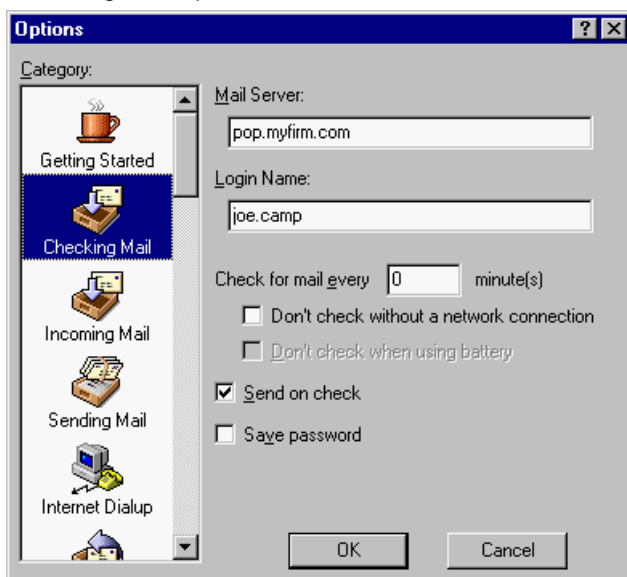 Options
Category:
Getting Started
Checking Mail
Incoming Mail
Sending Mail
Internet Dialup
Mail Server:
pop.myfirm.com
Login Name:
joe.camp
Check for mail every 0 minute(s)
Don't check without a network connection
Don't check when using battery
Send on check
Save password
OK Cancel